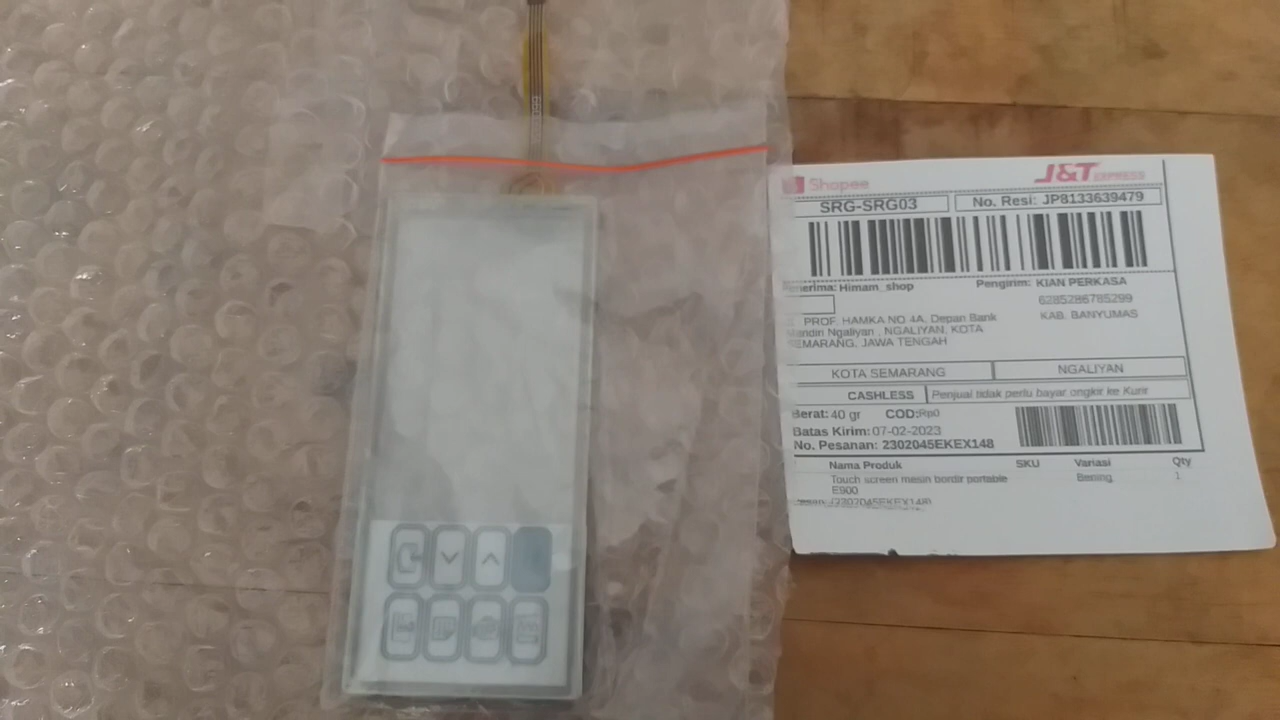 Shopee
J&T EXPRESS
SRG-SRG03
No. Resi: JP8133639479
Penerima: Himam_shop
Pengirim: KIAN PERKASA
6285286785299
KAB. BANYUMAS
PROF. HAMKA NO 4A, Depan Bank
Mandiri Ngaliyan , NGALIYAN, KOTA
SEMARANG, JAWA TENGAH
KOTA SEMARANG
NGALIYAN
CASHLESS
Penjual tidak perlu bayar ongkir ke Kurir
Berat: 40 gr
COD:Rp0
Batas Kirim: 07-02-2023
No. Pesanan: 2302045EKEX148
Nama Produk
SKU
Variasi
Qty
Touch screen mesin bordir portable
E900
Bening
1
(2302045EKEX148)